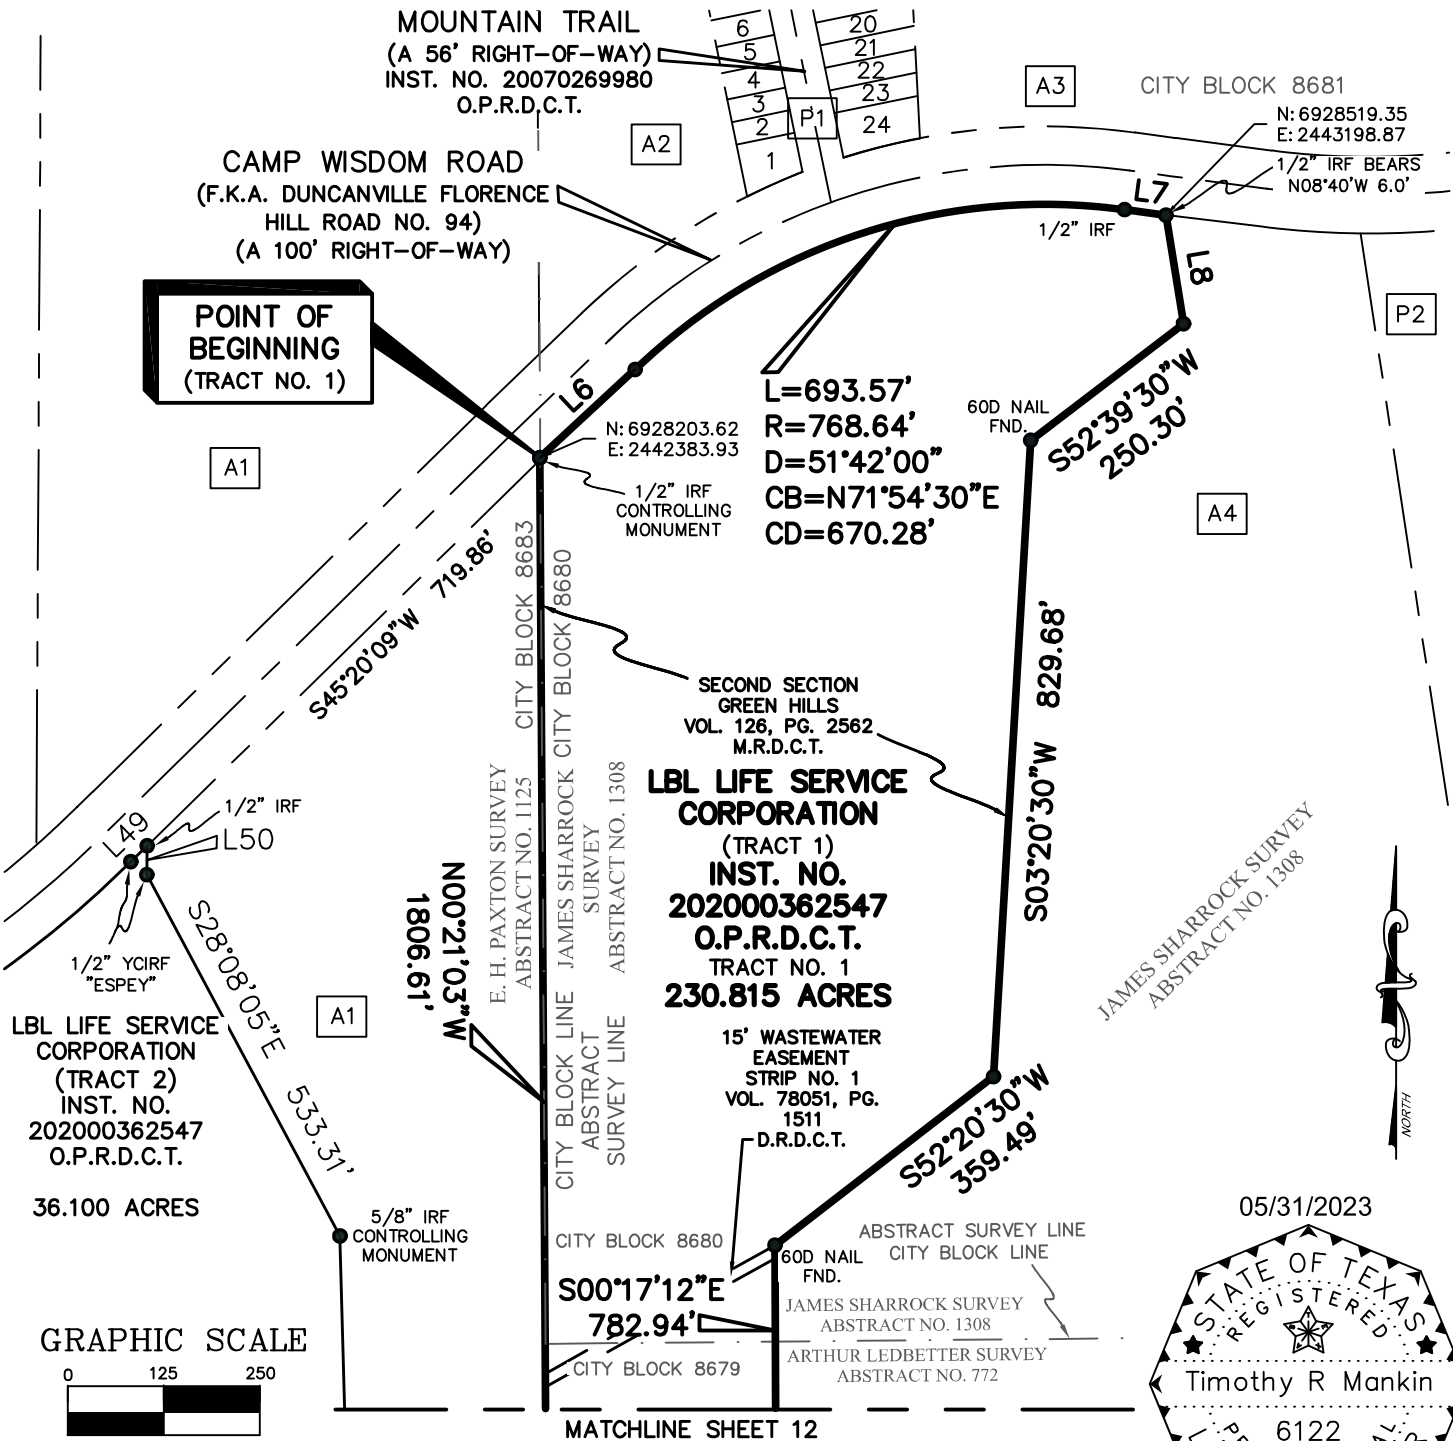 MOUNTAIN TRAIL
(A 56' RIGHT-OF-WAY)
INST. NO. 20070269980
O.P.R.D.C.T.
6
5
4
3
2
1
20
21
22
23
24
P1
A2
A3
CITY BLOCK 8681
N: 6928519.35
E: 2443198.87
1/2" IRF BEARS
N08°40'W 6.0'
CAMP WISDOM ROAD
(F.K.A. DUNCANVILLE FLORENCE
HILL ROAD NO. 94)
(A 100' RIGHT-OF-WAY)
L7
1/2" IRF
L8
P2
POINT OF
BEGINNING
(TRACT NO. 1)
L6
N: 6928203.62
E: 2442383.93
1/2" IRF
CONTROLLING
MONUMENT
L=693.57'
R=768.64'
D=51°42'00"
CB=N71°54'30"E
CD=670.28'
60D NAIL
FND.
S52°39'30"W
250.30'
A1
A4
S45°20'09"W 719.86'
CITY BLOCK 8683
CITY BLOCK 8680
SECOND SECTION
GREEN HILLS
VOL. 126, PG. 2562
M.R.D.C.T.
S03°20'30"W 829.68'
LBL LIFE SERVICE
CORPORATION
(TRACT 1)
INST. NO.
202000362547
O.P.R.D.C.T.
TRACT NO. 1
230.815 ACRES
E. H. PAXTON SURVEY
ABSTRACT NO. 1125
JAMES SHARROCK
SURVEY
ABSTRACT NO. 1308
N00°21'03"W
1806.61'
CITY BLOCK LINE
ABSTRACT
SURVEY LINE
JAMES SHARROCK SURVEY
ABSTRACT NO. 1308
L49
1/2" IRF
L50
1/2" YCIRF
"ESPEY"
S28°08'05"E 533.31'
LBL LIFE SERVICE
CORPORATION
(TRACT 2)
INST. NO.
202000362547
O.P.R.D.C.T.
36.100 ACRES
A1
15' WASTEWATER
EASEMENT
STRIP NO. 1
VOL. 78051, PG.
1511
D.R.D.C.T.
S52°20'30"W
359.49'
NORTH
5/8" IRF
CONTROLLING
MONUMENT
CITY BLOCK 8680
60D NAIL
FND.
ABSTRACT SURVEY LINE
CITY BLOCK LINE
S00°17'12"E
782.94'
JAMES SHARROCK SURVEY
ABSTRACT NO. 1308
ARTHUR LEDBETTER SURVEY
ABSTRACT NO. 772
CITY BLOCK 8679
MATCHLINE SHEET 12
GRAPHIC SCALE
0 125 250
05/31/2023
STATE OF TEXAS
REGISTERED
Timothy R Mankin
6122